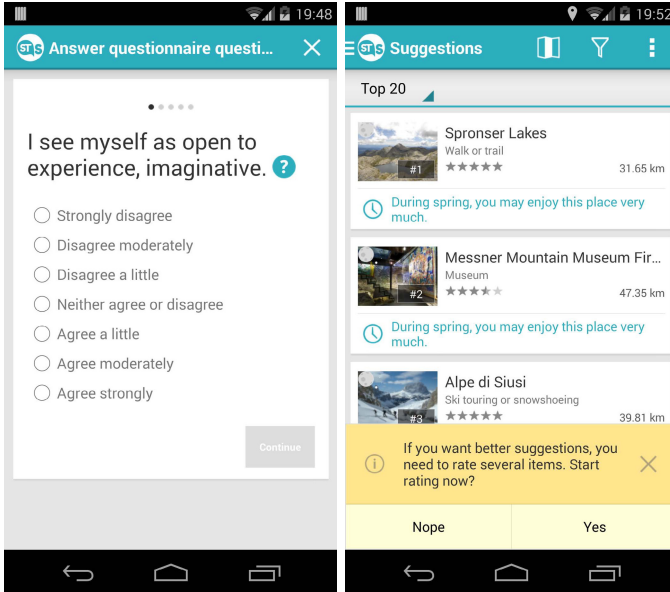 19:48
STS Answer questionnaire questi...
I see myself as open to
experience, imaginative. ?
Strongly disagree
Disagree moderately
Disagree a little
Neither agree or disagree
Agree a little
Agree moderately
Agree strongly
Continue
19:52
STS Suggestions
Top 20
Spronser Lakes
Walk or trail
#1
31.65 km
During spring, you may enjoy this place very
much.
Messner Mountain Museum Fir...
Museum
#2
47.35 km
During spring, you may enjoy this place very
much.
Alpe di Siusi
Ski touring or snowshoeing
#3
39.81 km
If you want better suggestions, you
need to rate several items. Start
rating now?
Nope
Yes